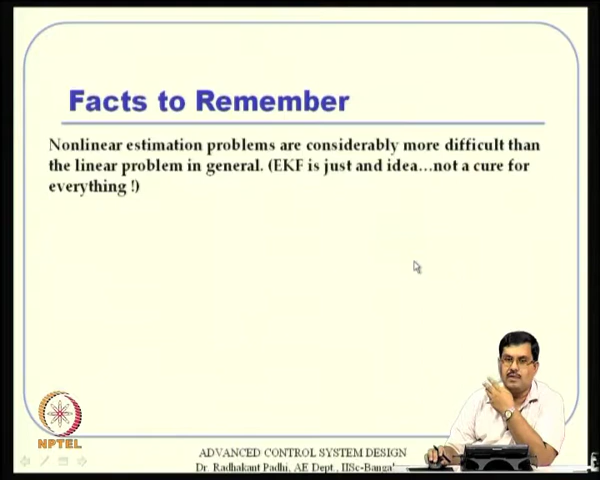 Facts to Remember
Nonlinear estimation problems are considerably more difficult than
the linear problem in general. (EKF is just and idea...not a cure for
everything !)
NPTEL
ADVANCED CONTROL SYSTEM DESIGN
Dr. Radhakant Padhi, AE Dept., IISc-Banga